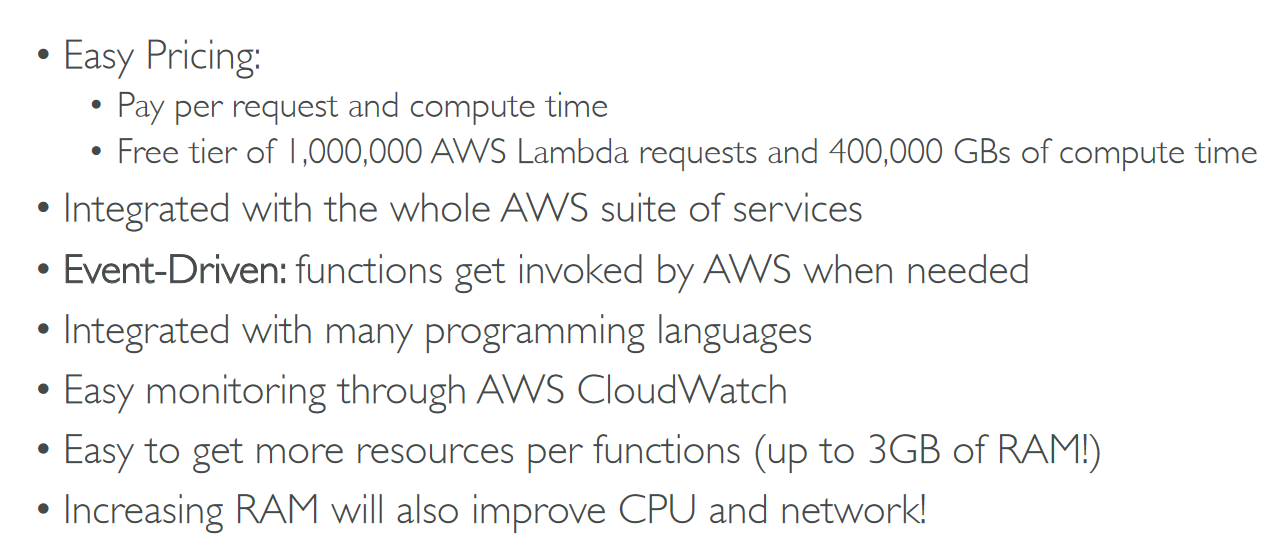 • Easy Pricing:
• Pay per request and compute time
• Free tier of 1,000,000 AWS Lambda requests and 400,000 GBs of compute time
• Integrated with the whole AWS suite of services
• Event-Driven: functions get invoked by AWS when needed
• Integrated with many programming languages
• Easy monitoring through AWS CloudWatch
• Easy to get more resources per functions (up to 3GB of RAM!)
• Increasing RAM will also improve CPU and network!